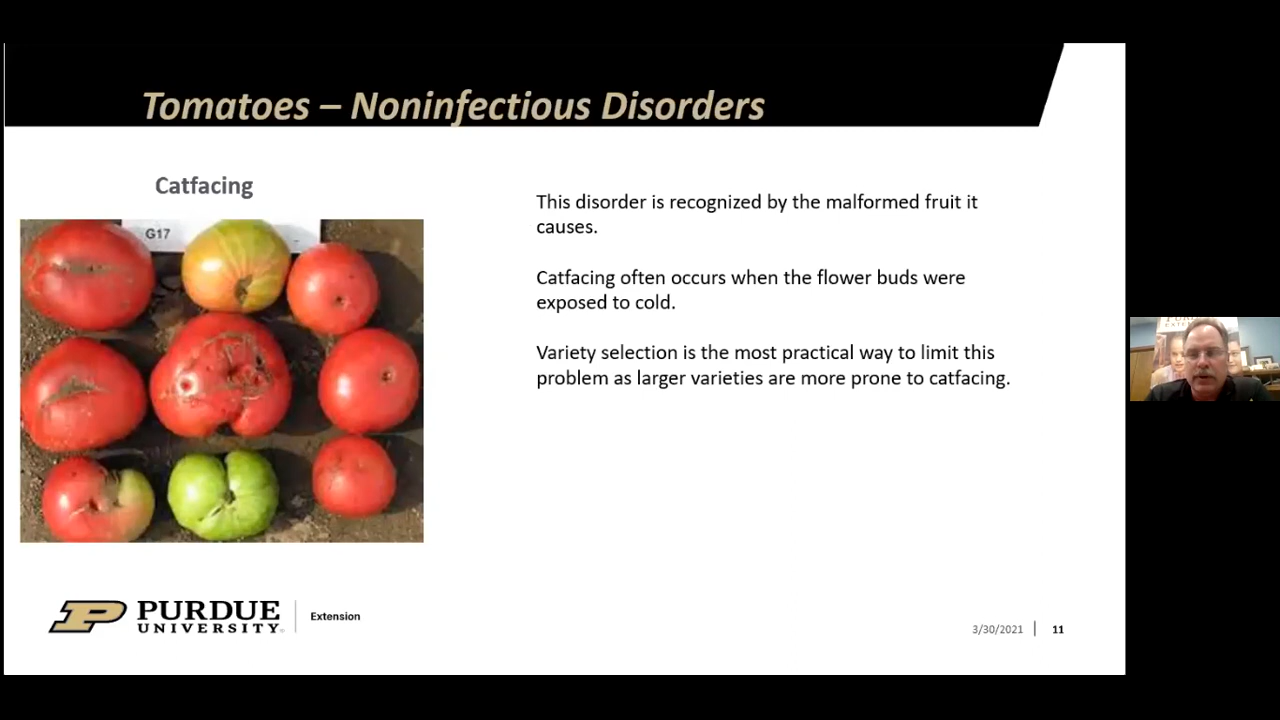 Tomatoes – Noninfectious Disorders
Catfacing
G17
This disorder is recognized by the malformed fruit it
causes.
Catfacing often occurs when the flower buds were
exposed to cold.
Variety selection is the most practical way to limit this
problem as larger varieties are more prone to catfacing.
PURDUE
UNIVERSITY
Extension
3/30/2021
11